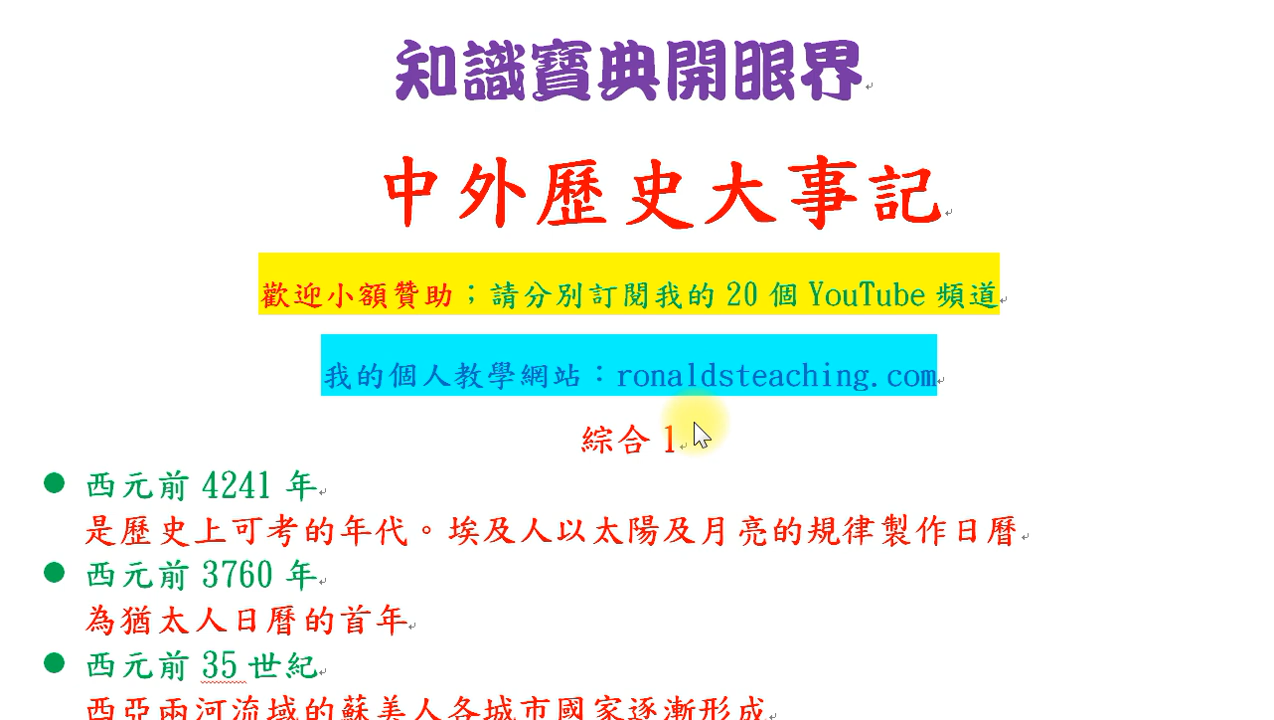 知識寶典開眼界
中外歷史大事記
歡迎小額贊助；請分別訂閱我的 20 個 YouTube 頻道
我的個人教學網站：ronaldsteaching.com
綜合 1
● 西元前 4241 年
是歷史上可考的年代。埃及人以太陽及月亮的規律製作日曆
● 西元前 3760 年
為猶太人日曆的首年
● 西元前 35 世紀
西亞兩河流域的蘇美人各城市國家逐漸形成